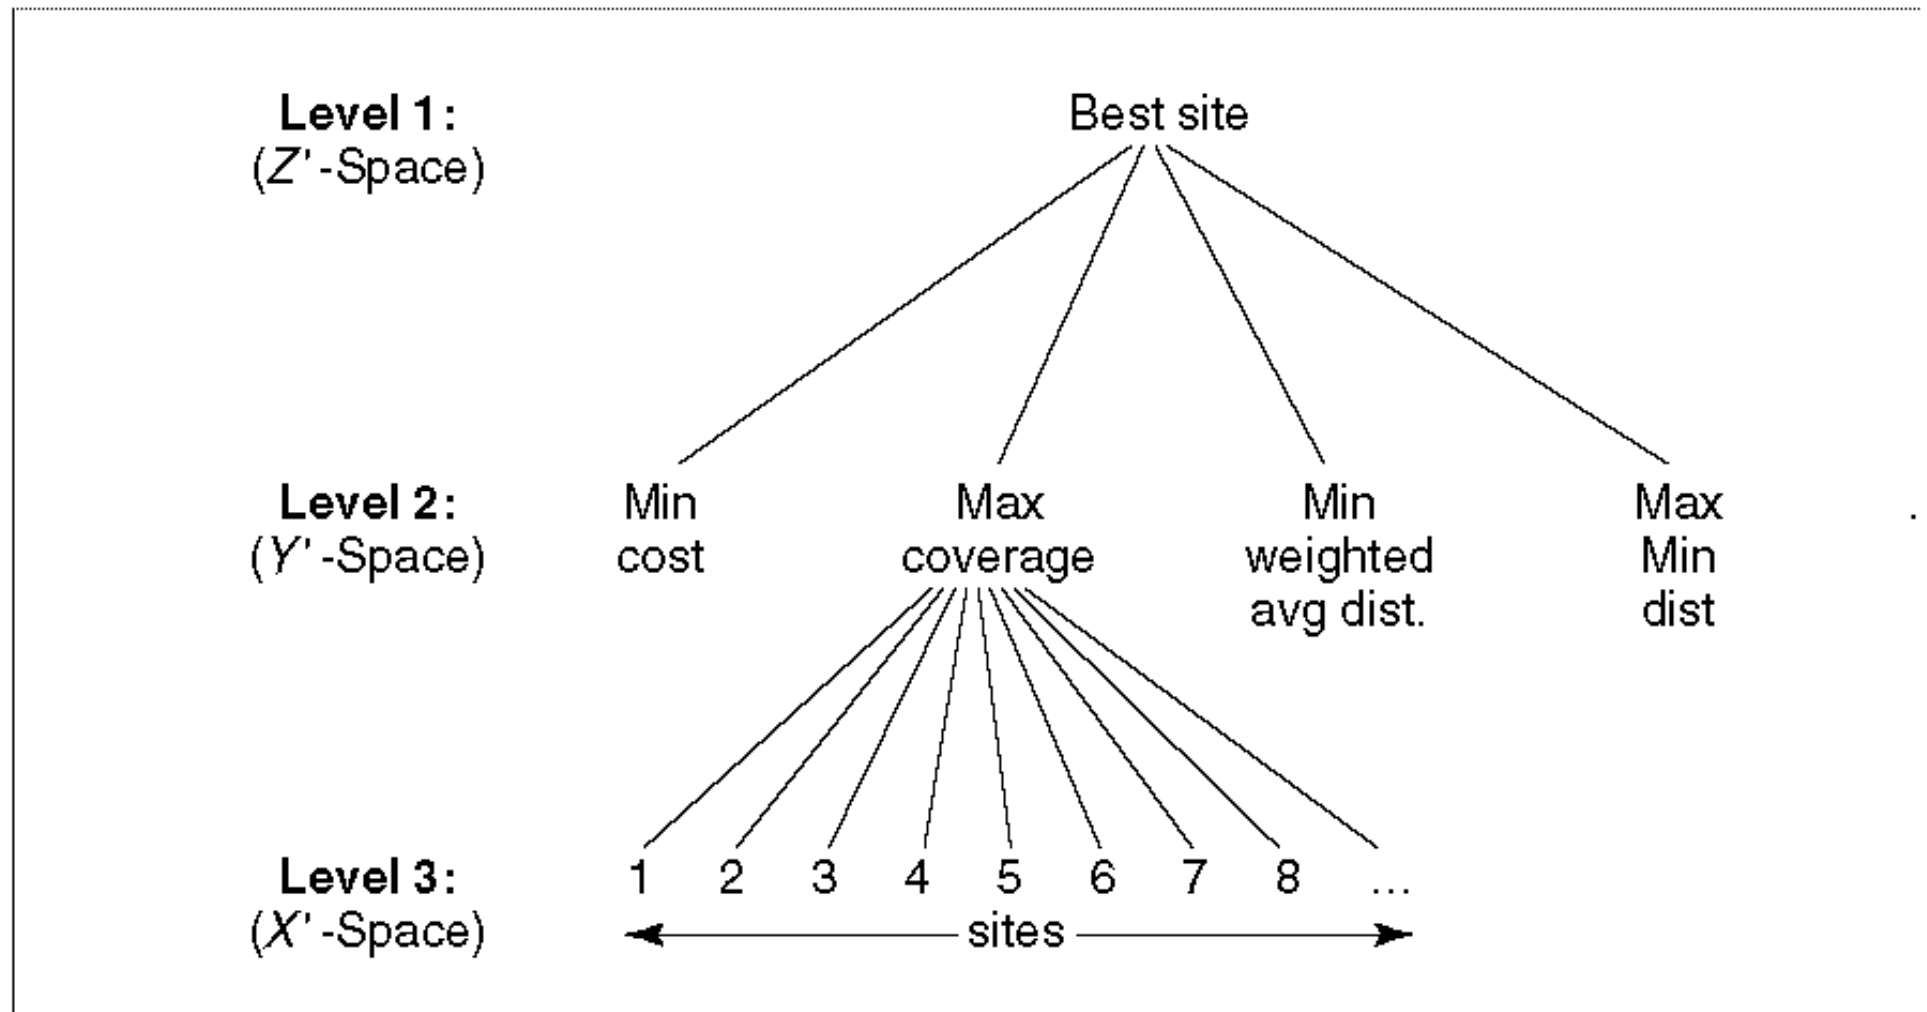 Level 1: Best site
(Z'-Space)
Level 2: Min Max Min Max .
(Y'-Space) cost coverage weighted Min
avg dist. dist
Level 3: 1 2 3 4 5 6 7 8 ...
(X'-Space) sites